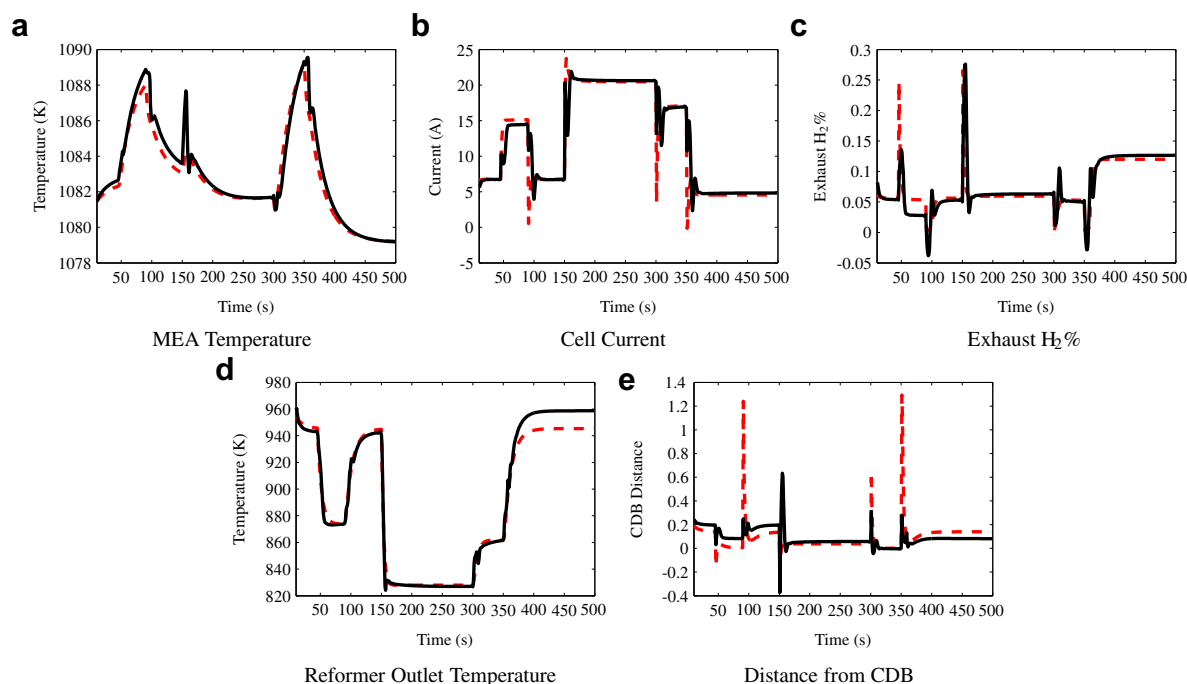 a
b
c
1090
1088
1086
1084
1082
1080
1078
Temperature (K)
50 100 150 200 250 300 350 400 450 500
Time (s)
MEA Temperature
25
20
15
10
5
0
-5
Current (A)
50 100 150 200 250 300 350 400 450 500
Time (s)
Cell Current
0.3
0.25
0.2
0.15
0.1
0.05
0
-0.05
Exhaust H2%
50 100 150 200 250 300 350 400 450 500
Time (s)
Exhaust H2%
d
e
980
960
940
920
900
880
860
840
820
Temperature (K)
50 100 150 200 250 300 350 400 450 500
Time (s)
Reformer Outlet Temperature
1.4
1.2
1
0.8
0.6
0.4
0.2
0
-0.2
-0.4
CDB Distance
50 100 150 200 250 300 350 400 450 500
Time (s)
Distance from CDB